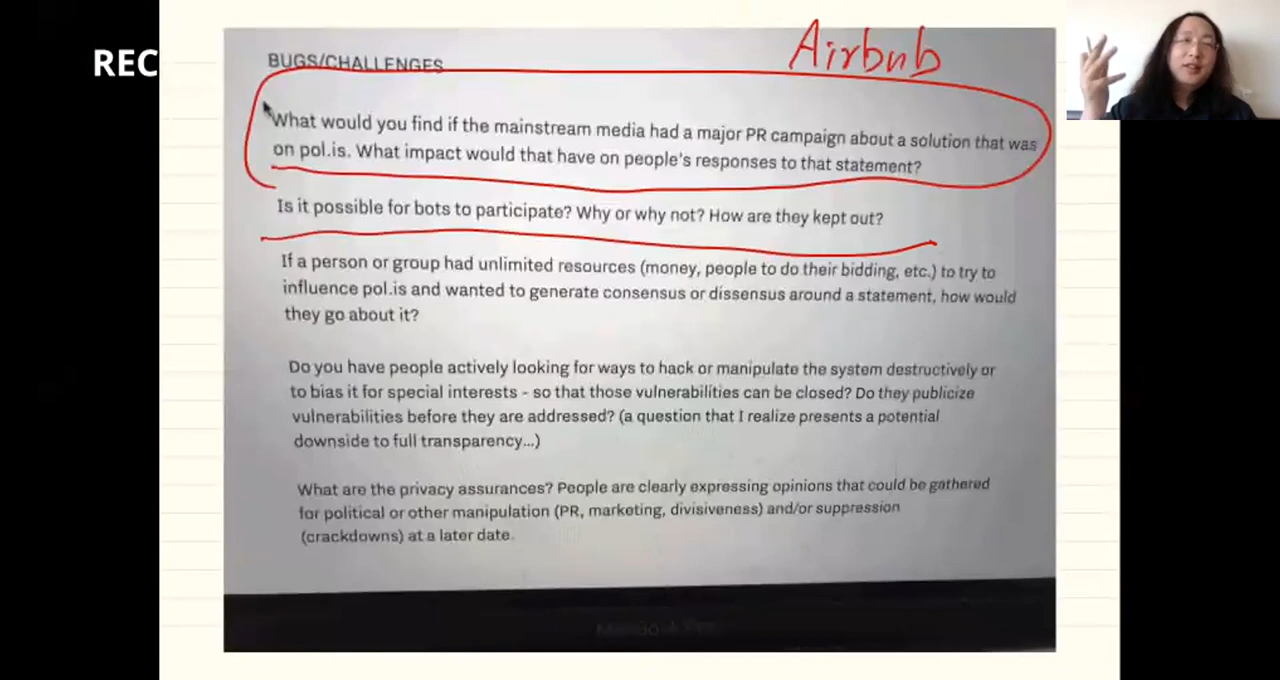 REC
Airbnb
BUGS/CHALLENGES
What would you find if the mainstream media had a major PR campaign about a solution that was
on pol.is. What impact would that have on people's responses to that statement?
Is it possible for bots to participate? Why or why not? How are they kept out?
If a person or group had unlimited resources (money, people to do their bidding, etc.) to try to
influence pol.is and wanted to generate consensus or dissensus around a statement, how would
they go about it?
Do you have people actively looking for ways to hack or manipulate the system destructively or
to bias it for special interests - so that those vulnerabilities can be closed? Do they publicize
vulnerabilities before they are addressed? (a question that I realize presents a potential
downside to full transparency...)
What are the privacy assurances? People are clearly expressing opinions that could be gathered
for political or other manipulation (PR, marketing, divisiveness) and/or suppression
(crackdowns) at a later date.
MacBook Pro